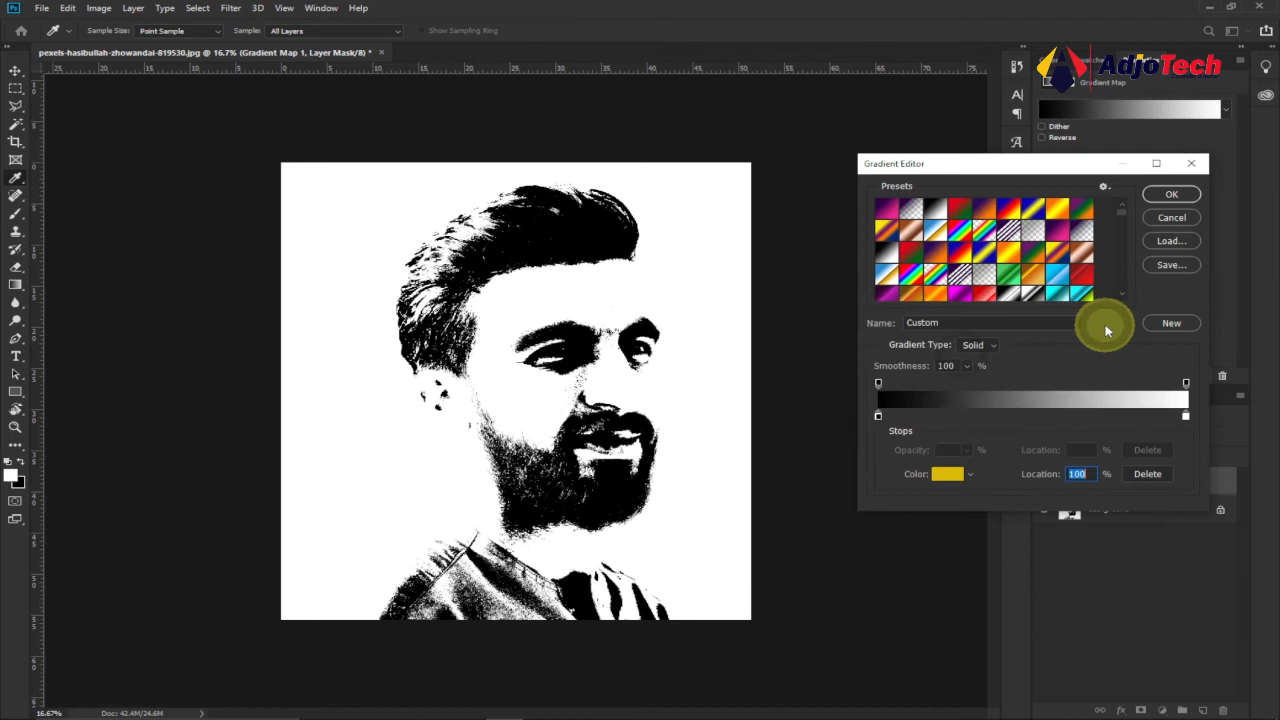 Ps File Edit Image Layer Type Select Filter 3D View Window Help
Sample Size: Point Sample Sample: All Layers Show Sampling Ring
pexels-hasibullah-zhowandai-819530.jpg @ 16.7% (Gradient Map 1, Layer Mask/8) *
AdjoTech
Gradient Map
Dither
Reverse
Gradient Editor
Presets
OK
Cancel
Load...
Save...
Name: Custom
New
Gradient Type: Solid
Smoothness: 100 %
Stops
Opacity: % Location: % Delete
Color: Location: 100 % Delete
16.67% Doc: 42.4M/24.6M